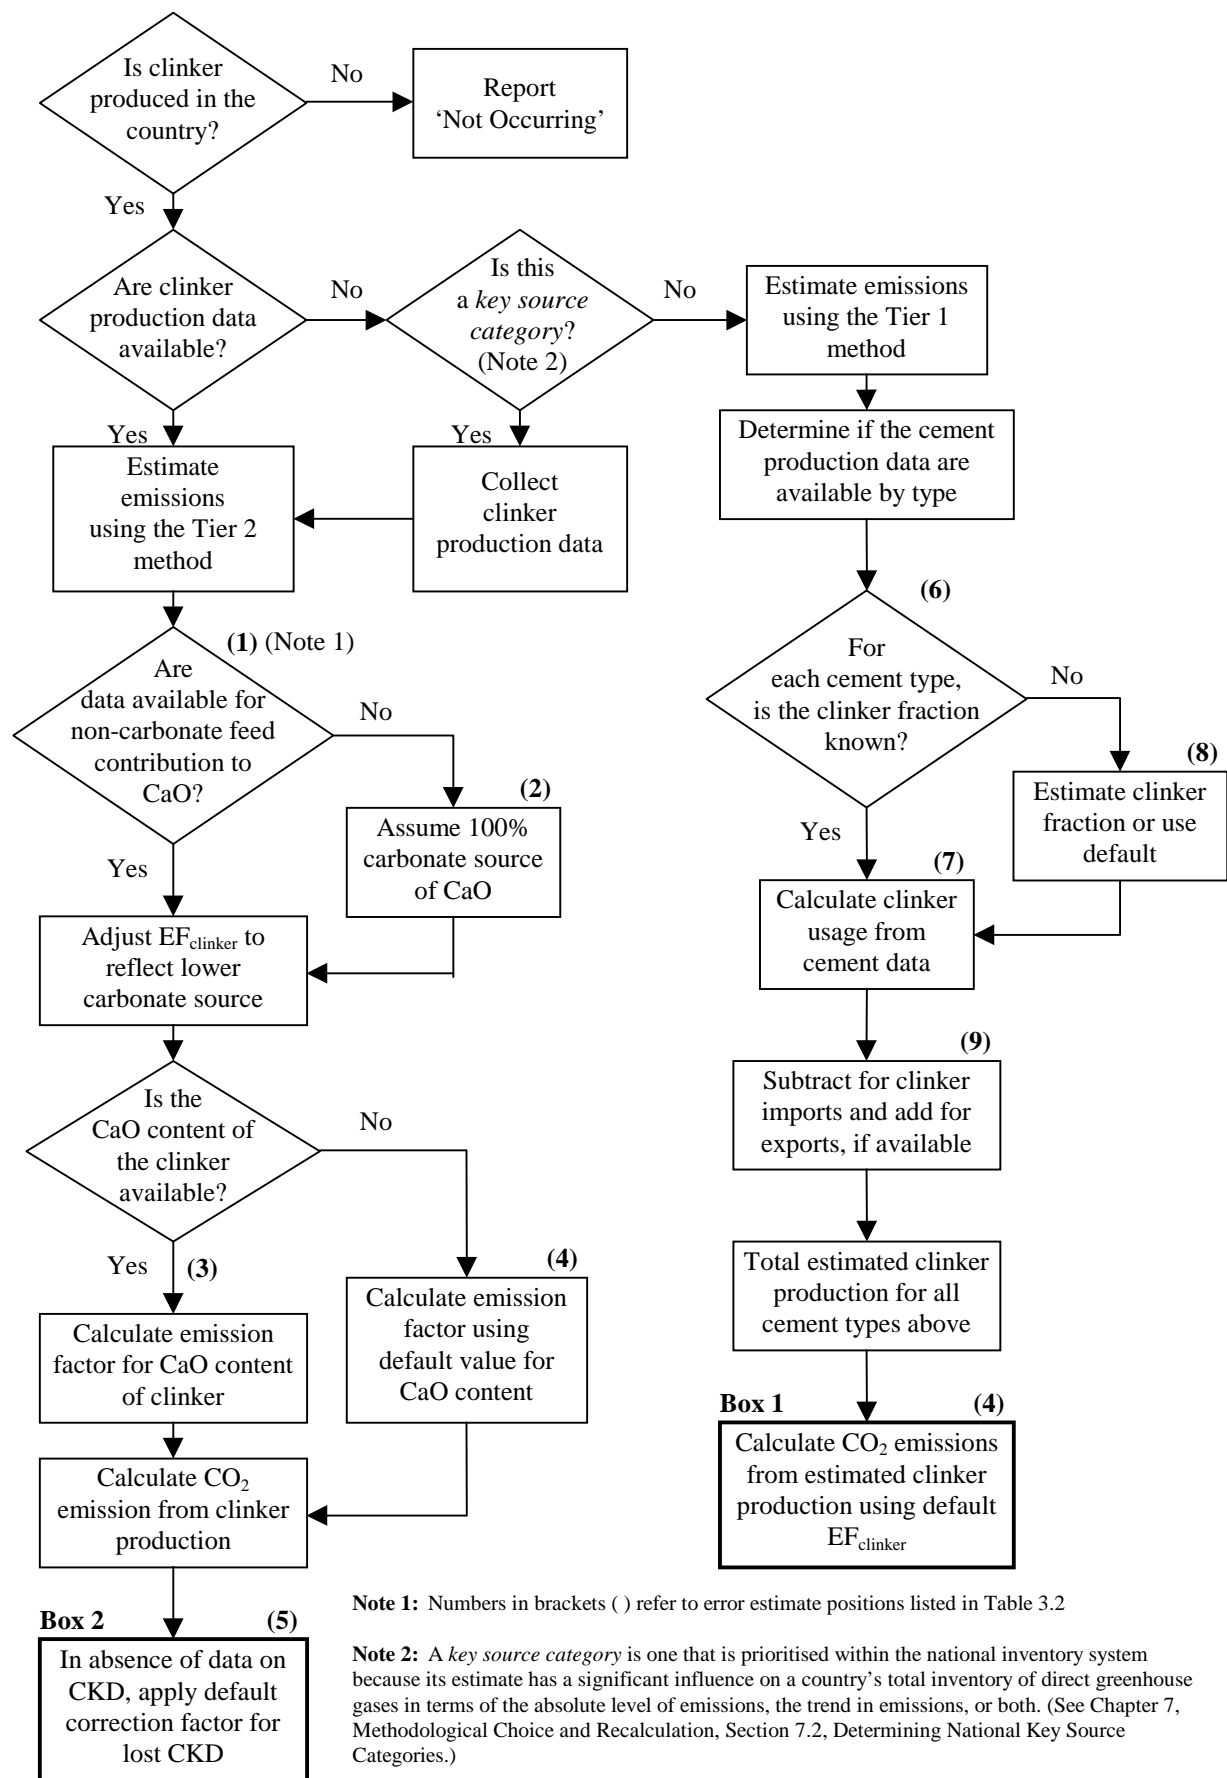 Is clinker
produced in the
country?
No
Report
‘Not Occurring’
Yes
Are clinker
production data
available?
No
Is this
a key source
category?
(Note 2)
No
Estimate emissions
using the Tier 1
method
Yes
Yes
Estimate
emissions
using the Tier 2
method
Collect
clinker
production data
Determine if the cement
production data are
available by type
(1) (Note 1)
Are
data available for
non-carbonate feed
contribution to
CaO?
No
(2)
Assume 100%
carbonate source
of CaO
Yes
Adjust EFclinker to
reflect lower
carbonate source
(6)
For
each cement type,
is the clinker fraction
known?
No
(8)
Estimate clinker
fraction or use
default
Yes
(7)
Calculate clinker
usage from
cement data
(9)
Subtract for clinker
imports and add for
exports, if available
Is the
CaO content of
the clinker
available?
No
Yes
(3)
(4)
Calculate emission
factor for CaO content
of clinker
Calculate emission
factor using
default value for
CaO content
Total estimated clinker
production for all
cement types above
Calculate CO2
emission from clinker
production
Box 1
(4)
Calculate CO2 emissions
from estimated clinker
production using default
EFclinker
Box 2
(5)
In absence of data on
CKD, apply default
correction factor for
lost CKD
Note 1: Numbers in brackets ( ) refer to error estimate positions listed in Table 3.2
Note 2: A key source category is one that is prioritised within the national inventory system
because its estimate has a significant influence on a country’s total inventory of direct greenhouse
gases in terms of the absolute level of emissions, the trend in emissions, or both. (See Chapter 7,
Methodological Choice and Recalculation, Section 7.2, Determining National Key Source
Categories.)